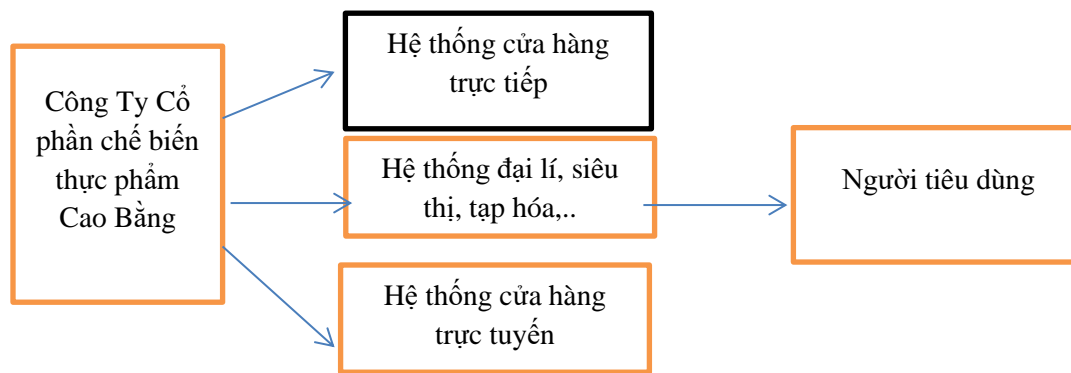 Công Ty Cổ
phần chế biến
thực phẩm
Cao Bằng
Hệ thống cửa hàng
trực tiếp
Hệ thống đại lí, siêu
thị, tạp hóa,..
Hệ thống cửa hàng
trực tuyến
Người tiêu dùng